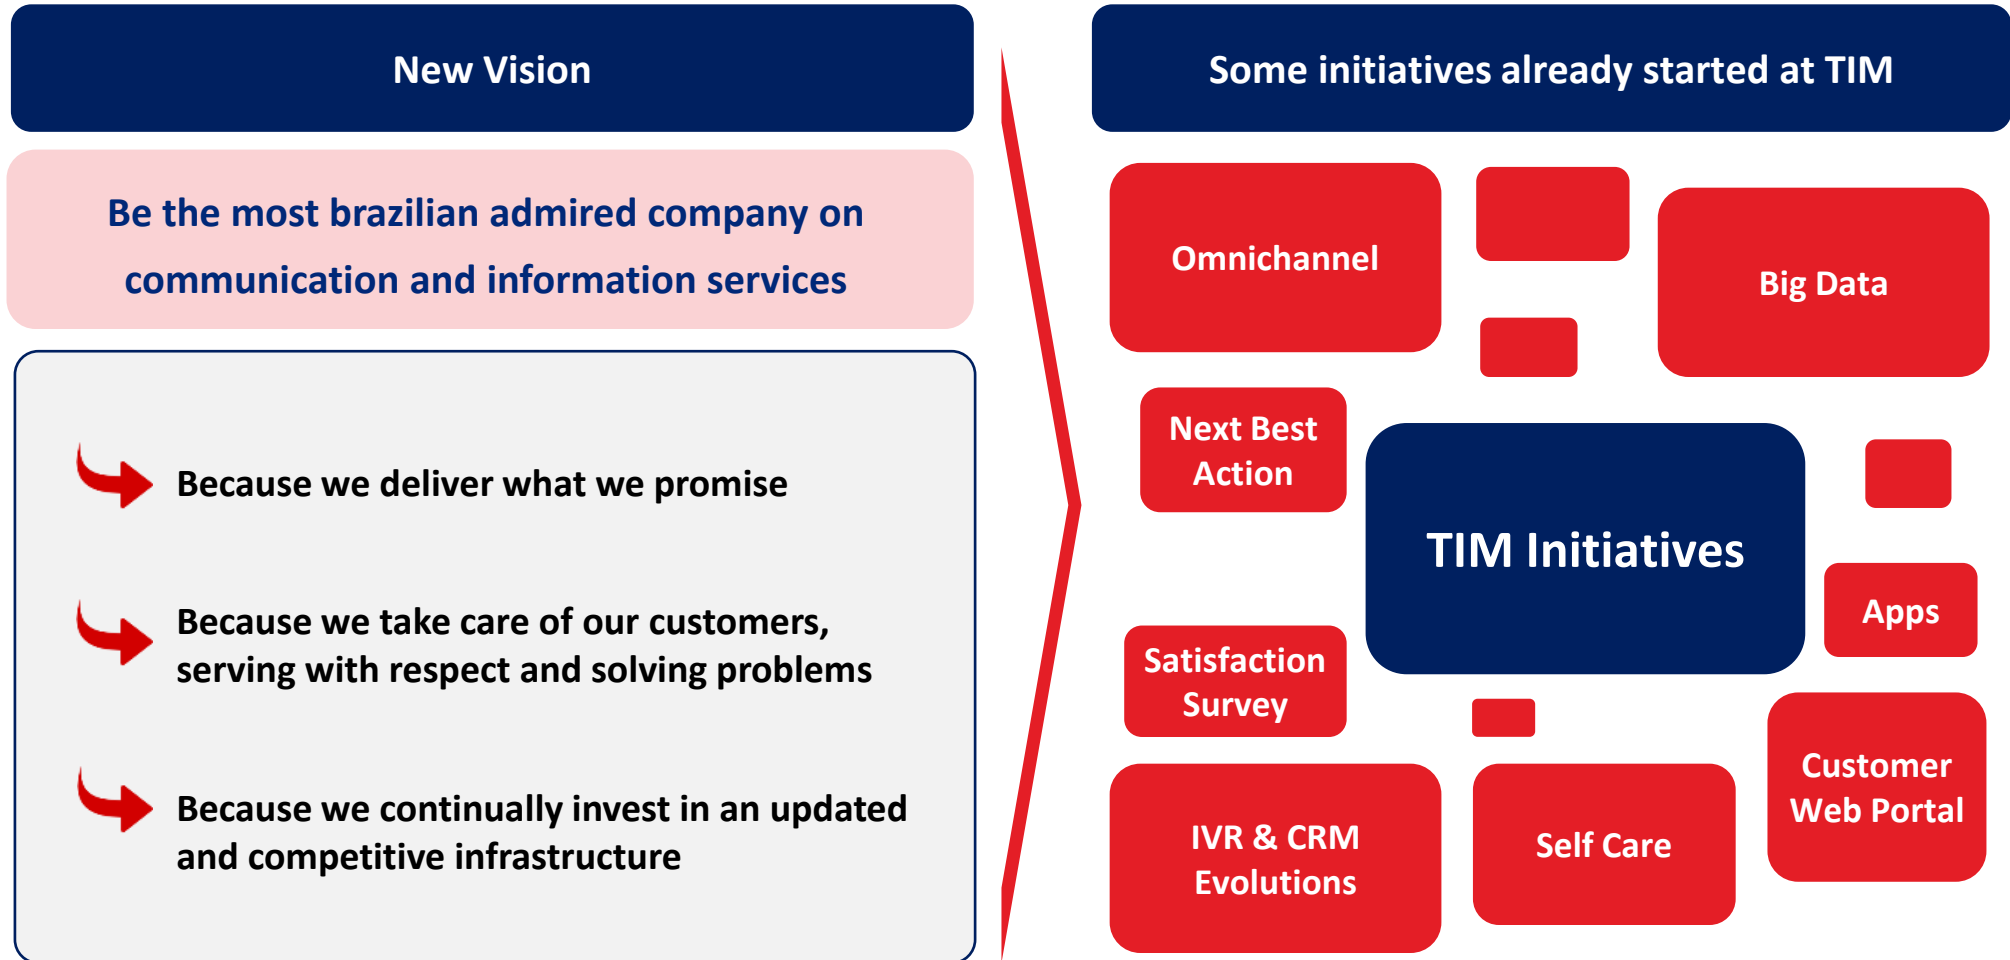 New Vision
Be the most brazilian admired company on
communication and information services
Because we deliver what we promise
Because we take care of our customers,
serving with respect and solving problems
Because we continually invest in an updated
and competitive infrastructure
Some initiatives already started at TIM
Omnichannel
Big Data
Next Best
Action
TIM Initiatives
Apps
Satisfaction
Survey
Customer
Web Portal
IVR & CRM
Evolutions
Self Care